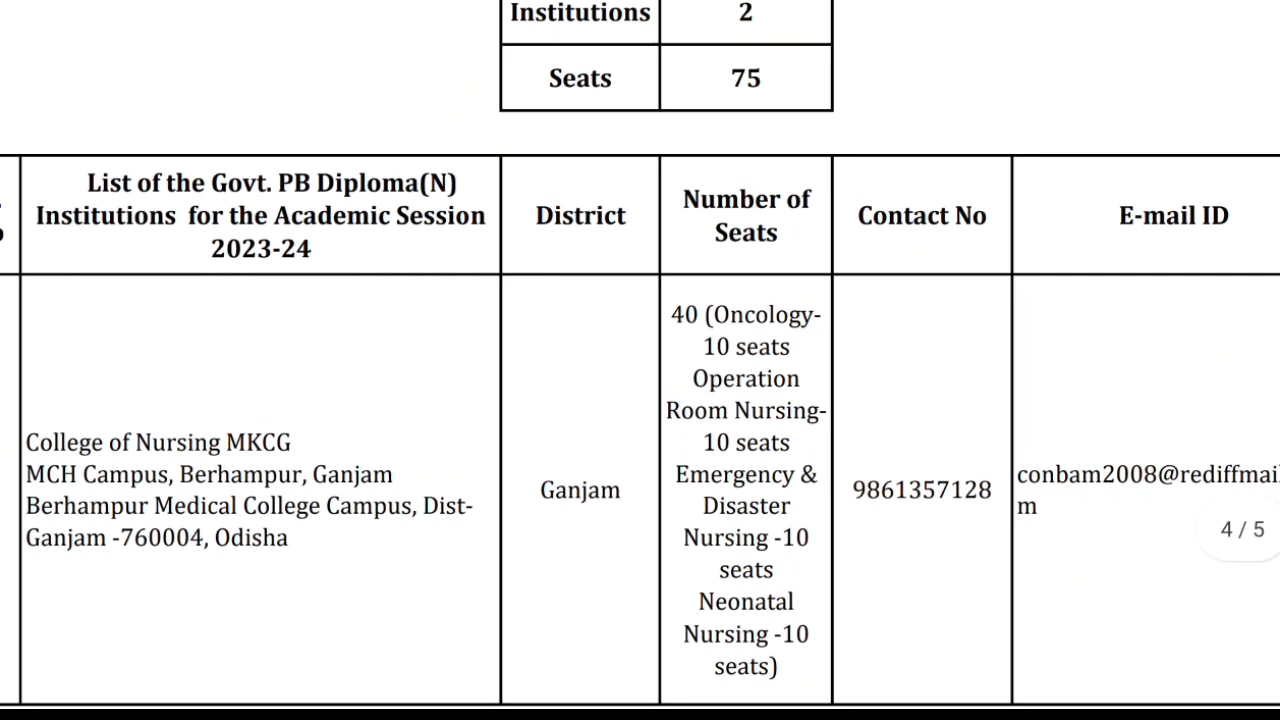 Institutions 2
Seats 75
List of the Govt. PB Diploma(N)
Institutions for the Academic Session
2023-24
District
Number of
Seats
Contact No
E-mail ID
College of Nursing MKCG
MCH Campus, Berhampur, Ganjam
Berhampur Medical College Campus, Dist-
Ganjam -760004, Odisha
Ganjam
40 (Oncology-
10 seats
Operation
Room Nursing-
10 seats
Emergency &
Disaster
Nursing -10
seats
Neonatal
Nursing -10
seats)
9861357128
conbam2008@rediffmail
m
4 / 5